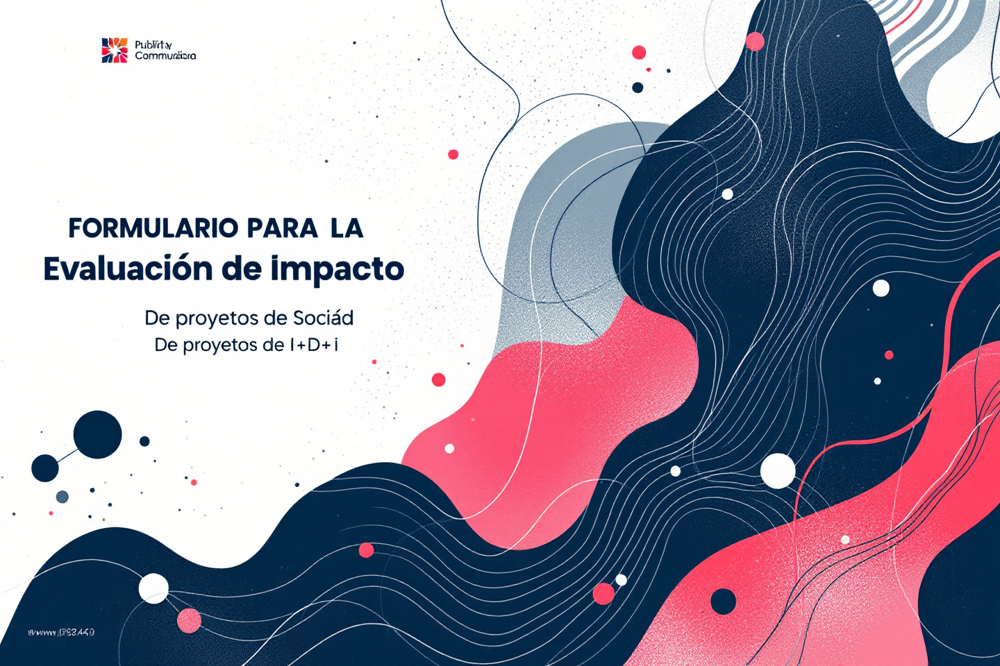 FORMULARIO PARA LA
Evaluación de impacto
De proyetos de Sociád
De proyetos de I+D+i